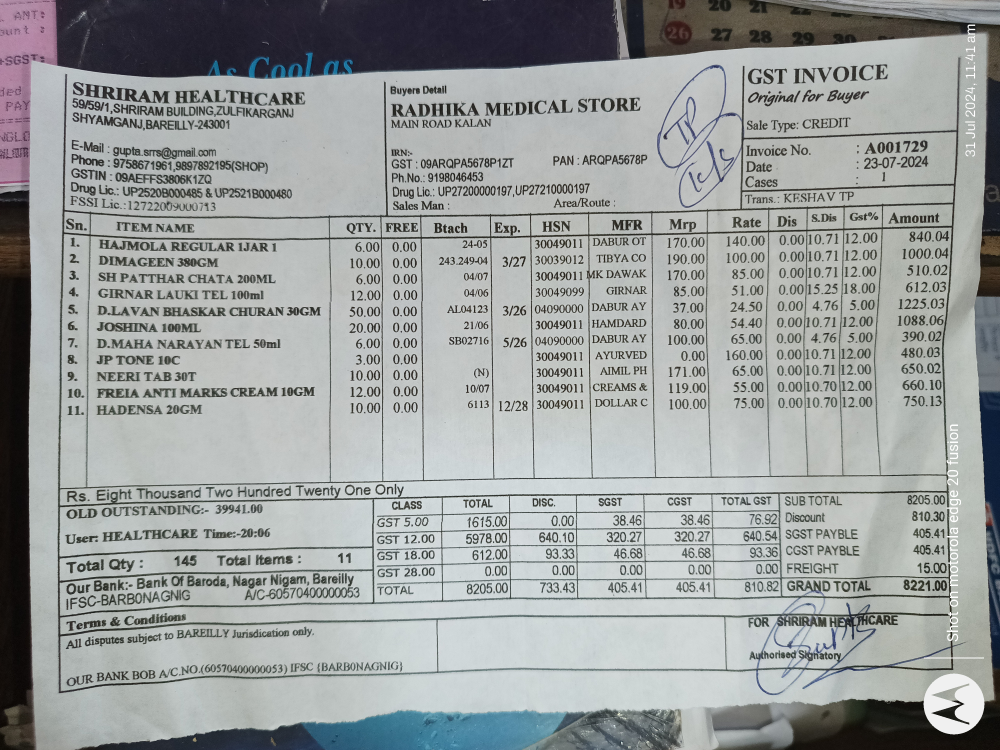 As Cool as
19 20 21
26 27 28 29 30
SHRIRAM HEALTHCARE
59/59/1,SHRIRAM BUILDING,ZULFIKARGANJ
SHYAMGANJ,BAREILLY-243001
E-Mail : gupta.srrs@gmail.com
Phone : 9758671961,9897892195(SHOP)
GSTIN : 09AEFFS3806K1ZQ
Drug Lic.: UP2520B000485 & UP2521B000480
FSSI Lic.:12722009000713
Buyers Detail
RADHIKA MEDICAL STORE
MAIN ROAD KALAN
IRN:-
GST : 09ARQPA5678P1ZT PAN : ARQPA5678P
Ph.No.: 9198046453
Drug Lic.: UP27200000197,UP27210000197
Sales Man : Area/Route :
TP
GST INVOICE
Original for Buyer
Sale Type: CREDIT
Invoice No. : A001729
Date : 23-07-2024
Cases : 1
Trans.: KESHAV TP
Sn. ITEM NAME QTY. FREE Btach Exp. HSN MFR Mrp Rate Dis S.Dis Gst% Amount
1. HAJMOLA REGULAR 1JAR 1 6.00 0.00 24-05 30049011 DABUR OT 170.00 140.00 0.00 10.71 12.00 840.04
2. DIMAGEEN 380GM 10.00 0.00 243.249-04 3/27 30039012 TIBYA CO 190.00 100.00 0.00 10.71 12.00 1000.04
3. SH PATTHAR CHATA 200ML 6.00 0.00 04/07 30049011 MK DAWAK 170.00 85.00 0.00 10.71 12.00 510.02
4. GIRNAR LAUKI TEL 100ml 12.00 0.00 04/06 30049099 GIRNAR 85.00 51.00 0.00 15.25 18.00 612.03
5. D.LAVAN BHASKAR CHURAN 30GM 50.00 0.00 AL04123 3/26 04090000 DABUR AY 37.00 24.50 0.00 4.76 5.00 1225.03
6. JOSHINA 100ML 20.00 0.00 21/06 30049011 HAMDARD 80.00 54.40 0.00 10.71 12.00 1088.06
7. D.MAHA NARAYAN TEL 50ml 6.00 0.00 SB02716 5/26 04090000 DABUR AY 100.00 65.00 0.00 4.76 5.00 390.02
8. JP TONE 10C 3.00 0.00 30049011 AYURVED 0.00 160.00 0.00 10.71 12.00 480.03
9. NEERI TAB 30T 10.00 0.00 (N) 30049011 AIMIL PH 171.00 65.00 0.00 10.71 12.00 650.02
10. FREIA ANTI MARKS CREAM 10GM 12.00 0.00 10/07 30049011 CREAMS & 119.00 55.00 0.00 10.70 12.00 660.10
11. HADENSA 20GM 10.00 0.00 6113 12/28 30049011 DOLLAR C 100.00 75.00 0.00 10.70 12.00 750.13
Rs. Eight Thousand Two Hundred Twenty One Only
OLD OUTSTANDING:- 39941.00
User: HEALTHCARE Time:-20:06
Total Qty : 145 Total Items : 11
Our Bank:- Bank Of Baroda, Nagar Nigam, Bareilly
IFSC-BARB0NAGNIG A/C-60570400000053
CLASS TOTAL DISC. SGST CGST TOTAL GST
GST 5.00 1615.00 0.00 38.46 38.46 76.92
GST 12.00 5978.00 640.10 320.27 320.27 640.54
GST 18.00 612.00 93.33 46.68 46.68 93.36
GST 28.00 0.00 0.00 0.00 0.00 0.00
TOTAL 8205.00 733.43 405.41 405.41 810.82
SUB TOTAL 8205.00
Discount 810.30
SGST PAYBLE 405.41
CGST PAYBLE 405.41
FREIGHT 15.00
GRAND TOTAL 8221.00
Terms & Conditions
All disputes subject to BAREILLY Jurisdication only.
OUR BANK BOB A/C.NO.(60570400000053) IFSC {BARB0NAGNIG}
FOR SHRIRAM HEALTHCARE
Authorised Signatory
31 Jul 2024, 11:41 am
Shot on motorola edge 20 fusion